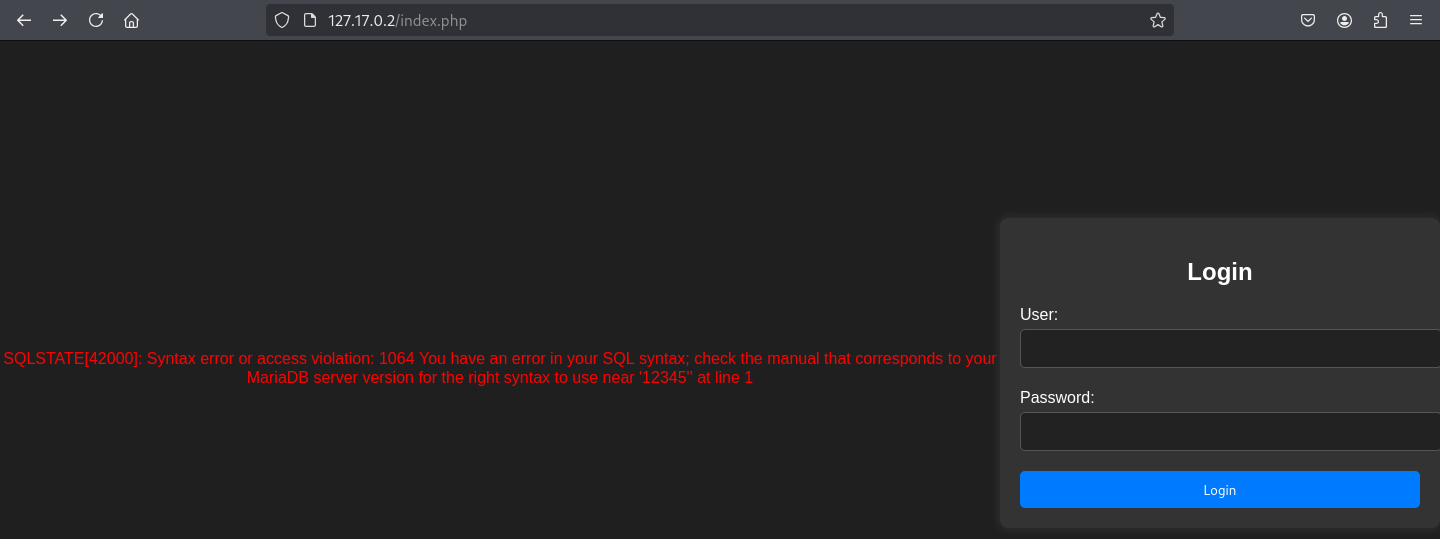 127.17.0.2/index.php
Login
User:
SQLSTATE[42000]: Syntax error or access violation: 1064 You have an error in your SQL syntax; check the manual that corresponds to your
MariaDB server version for the right syntax to use near '12345'' at line 1
Password:
Login